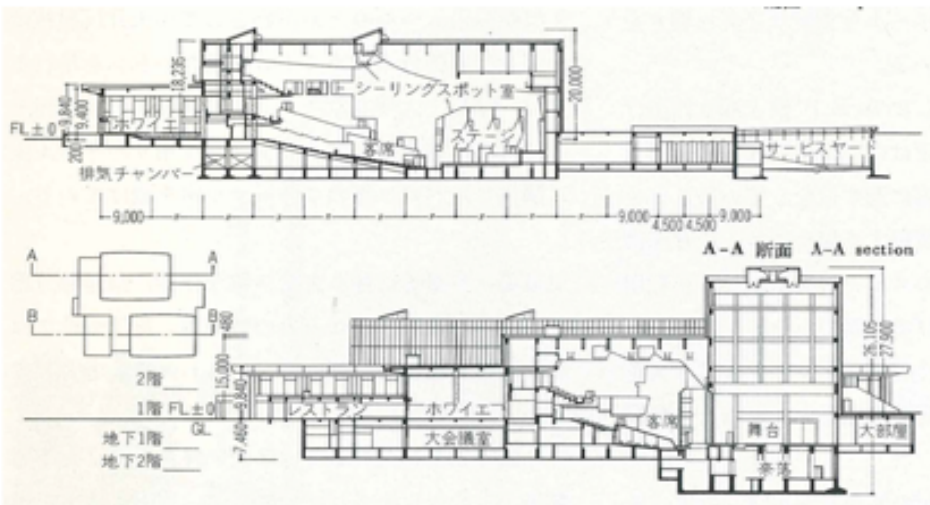 シーリングスポット室
18,235
20,000
9,840
9,400
ホワイエ
FL±0
200
客席
ステージ
サービスヤー
排気チャンバー
9,000
9,000
4,500
4,500
9,000
A-A 断面 A-A section
A
A
B
B
480
15,000
9,840
7,460
26,105
27,900
2階
1階 FL±0
GL
地下1階
地下2階
レストラン
ホワイエ
大会議室
客席
舞台
大部屋
奈落